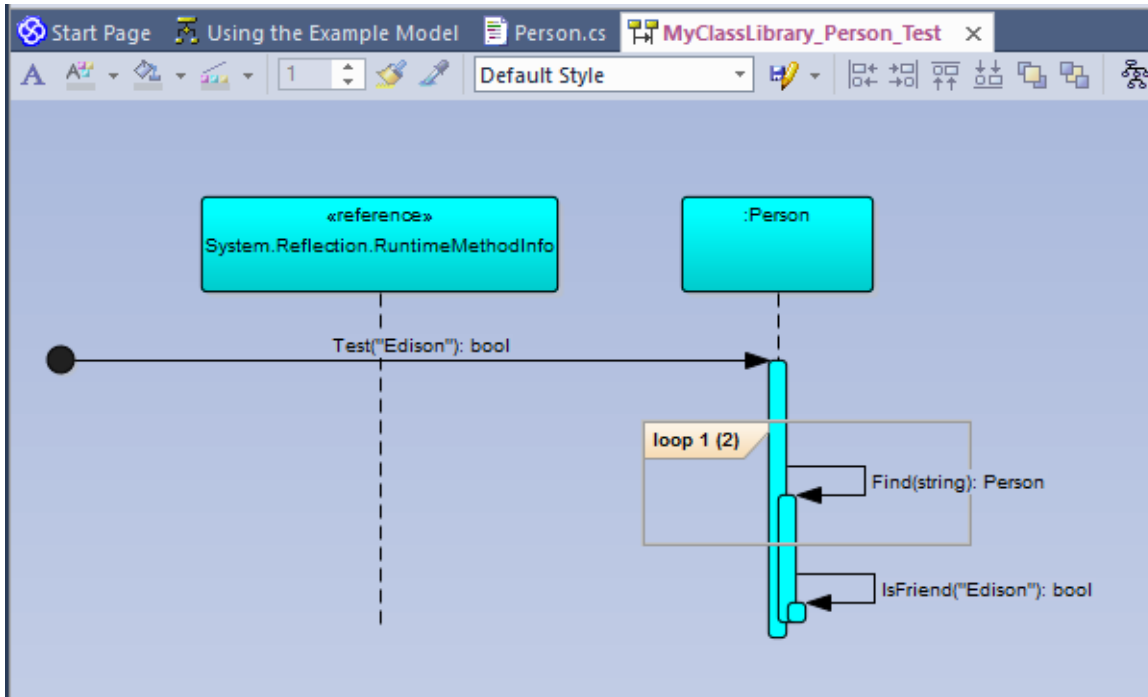 Start Page Using the Example Model Person.cs MyClassLibrary_Person_Test
1 Default Style
«reference»
System.Reflection.RuntimeMethodInfo
:Person
Test("Edison"): bool
loop 1 (2)
Find(string): Person
IsFriend("Edison"): bool